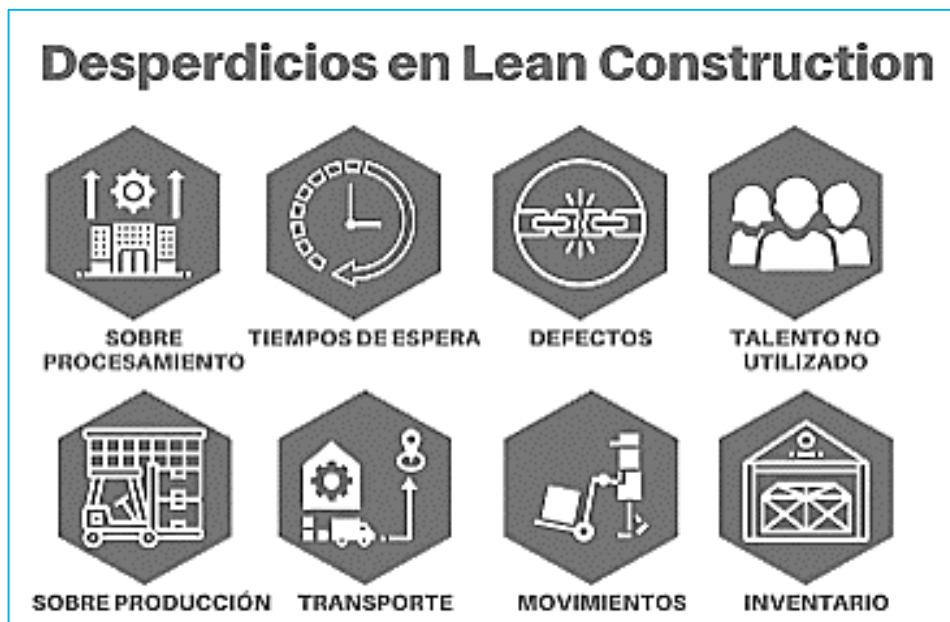 Desperdicios en Lean Construction
SOBRE
PROCESAMIENTO
TIEMPOS DE ESPERA
DEFECTOS
TALENTO NO
UTILIZADO
SOBRE PRODUCCIÓN
TRANSPORTE
MOVIMIENTOS
INVENTARIO